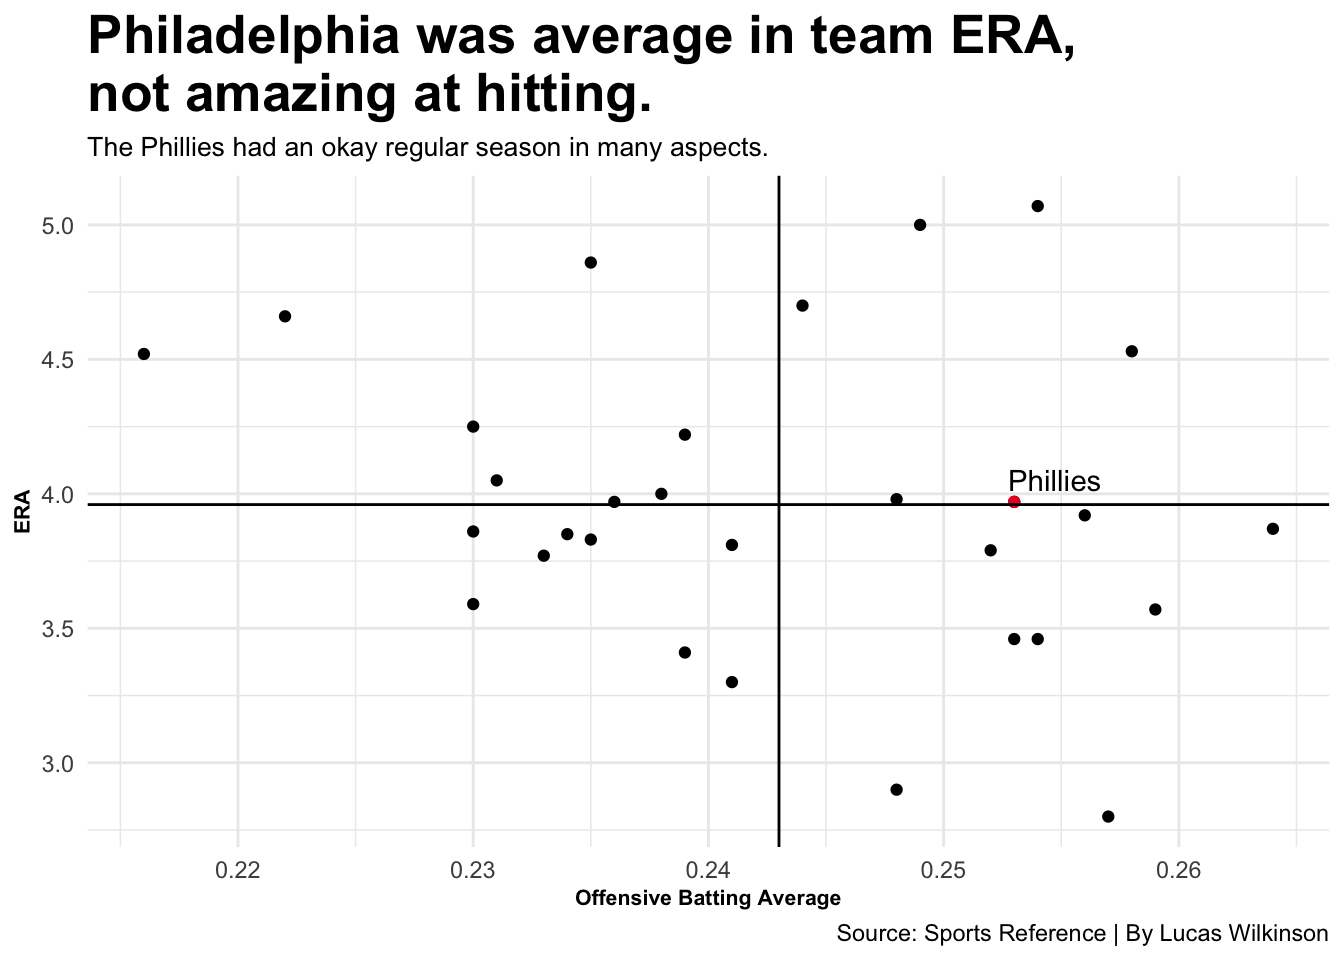 Philadelphia was average in team ERA,
not amazing at hitting.
The Phillies had an okay regular season in many aspects.
5.0
4.5
4.0
3.5
3.0
ERA
Phillies
0.22 0.23 0.24 0.25 0.26
Offensive Batting Average
Source: Sports Reference | By Lucas Wilkinson